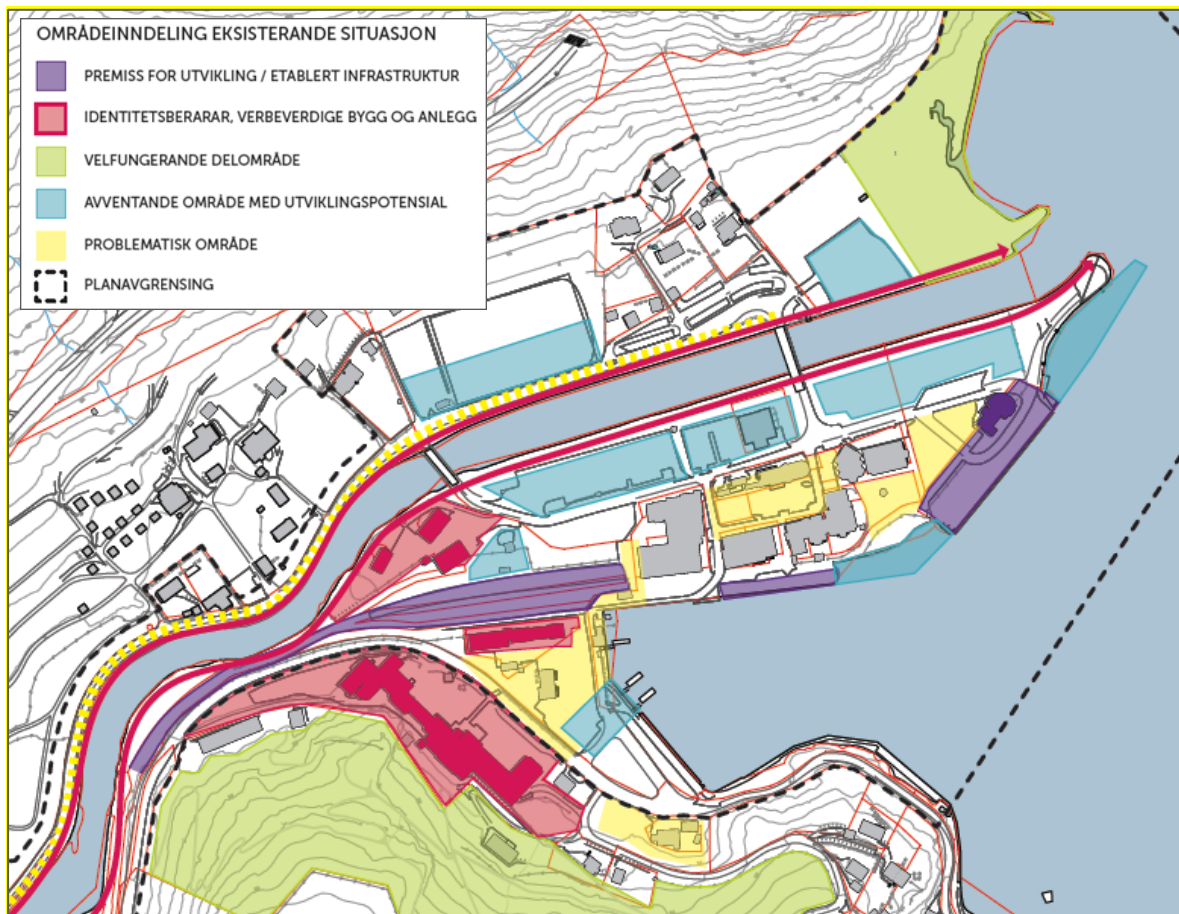 OMRÅDEINNDELING EKSISTERANDE SITUASJON
PREMISS FOR UTVIKLING / ETABLERT INFRASTRUKTUR
IDENTITETSBERARAR, VERBEVERDIGE BYGG OG ANLEGG
VELFUNGERANDE DELOMRÅDE
AVVENTANDE OMRÅDE MED UTVIKLINGSPOTENSIAL
PROBLEMATISK OMRÅDE
PLANAVGRENSING